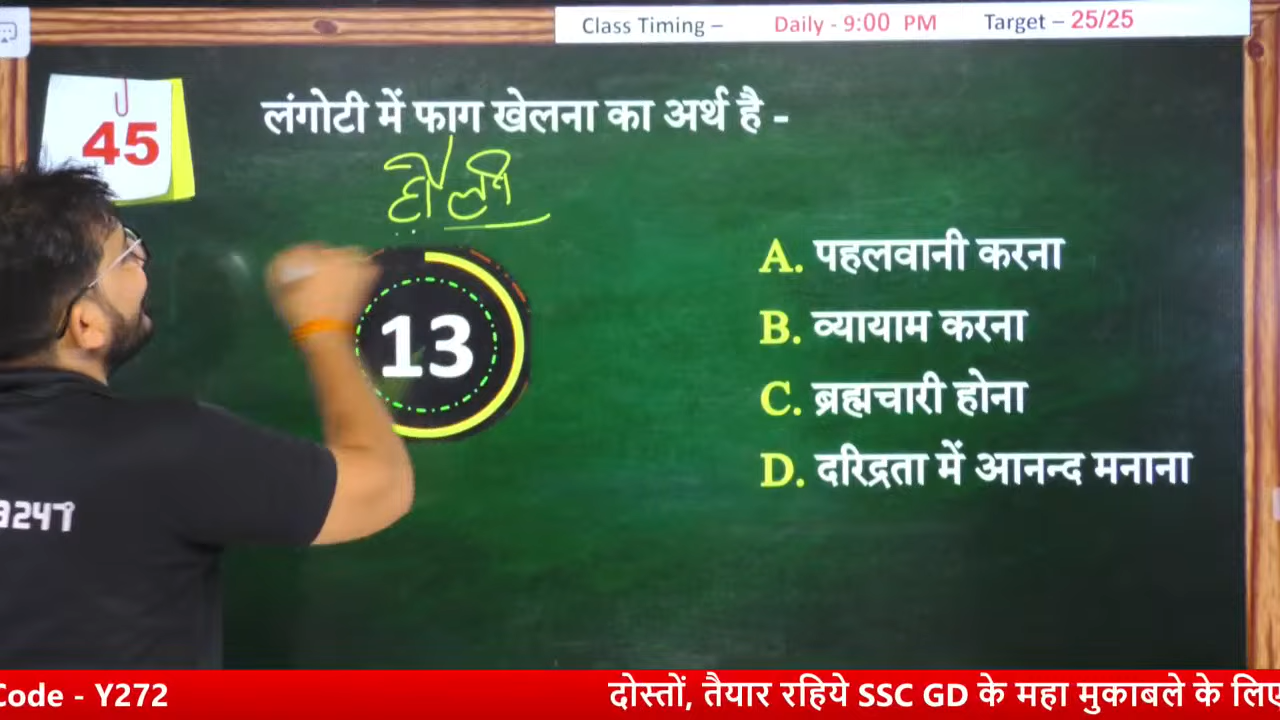 Class Timing – Daily - 9:00 PM Target – 25/25
45
लंगोटी में फाग खेलना का अर्थ है -
होली
13
A. पहलवानी करना
B. व्यायाम करना
C. ब्रह्मचारी होना
D. दरिद्रता में आनन्द मनाना
247
Code - Y272 दोस्तों, तैयार रहिये SSC GD के महा मुकाबले के लिए